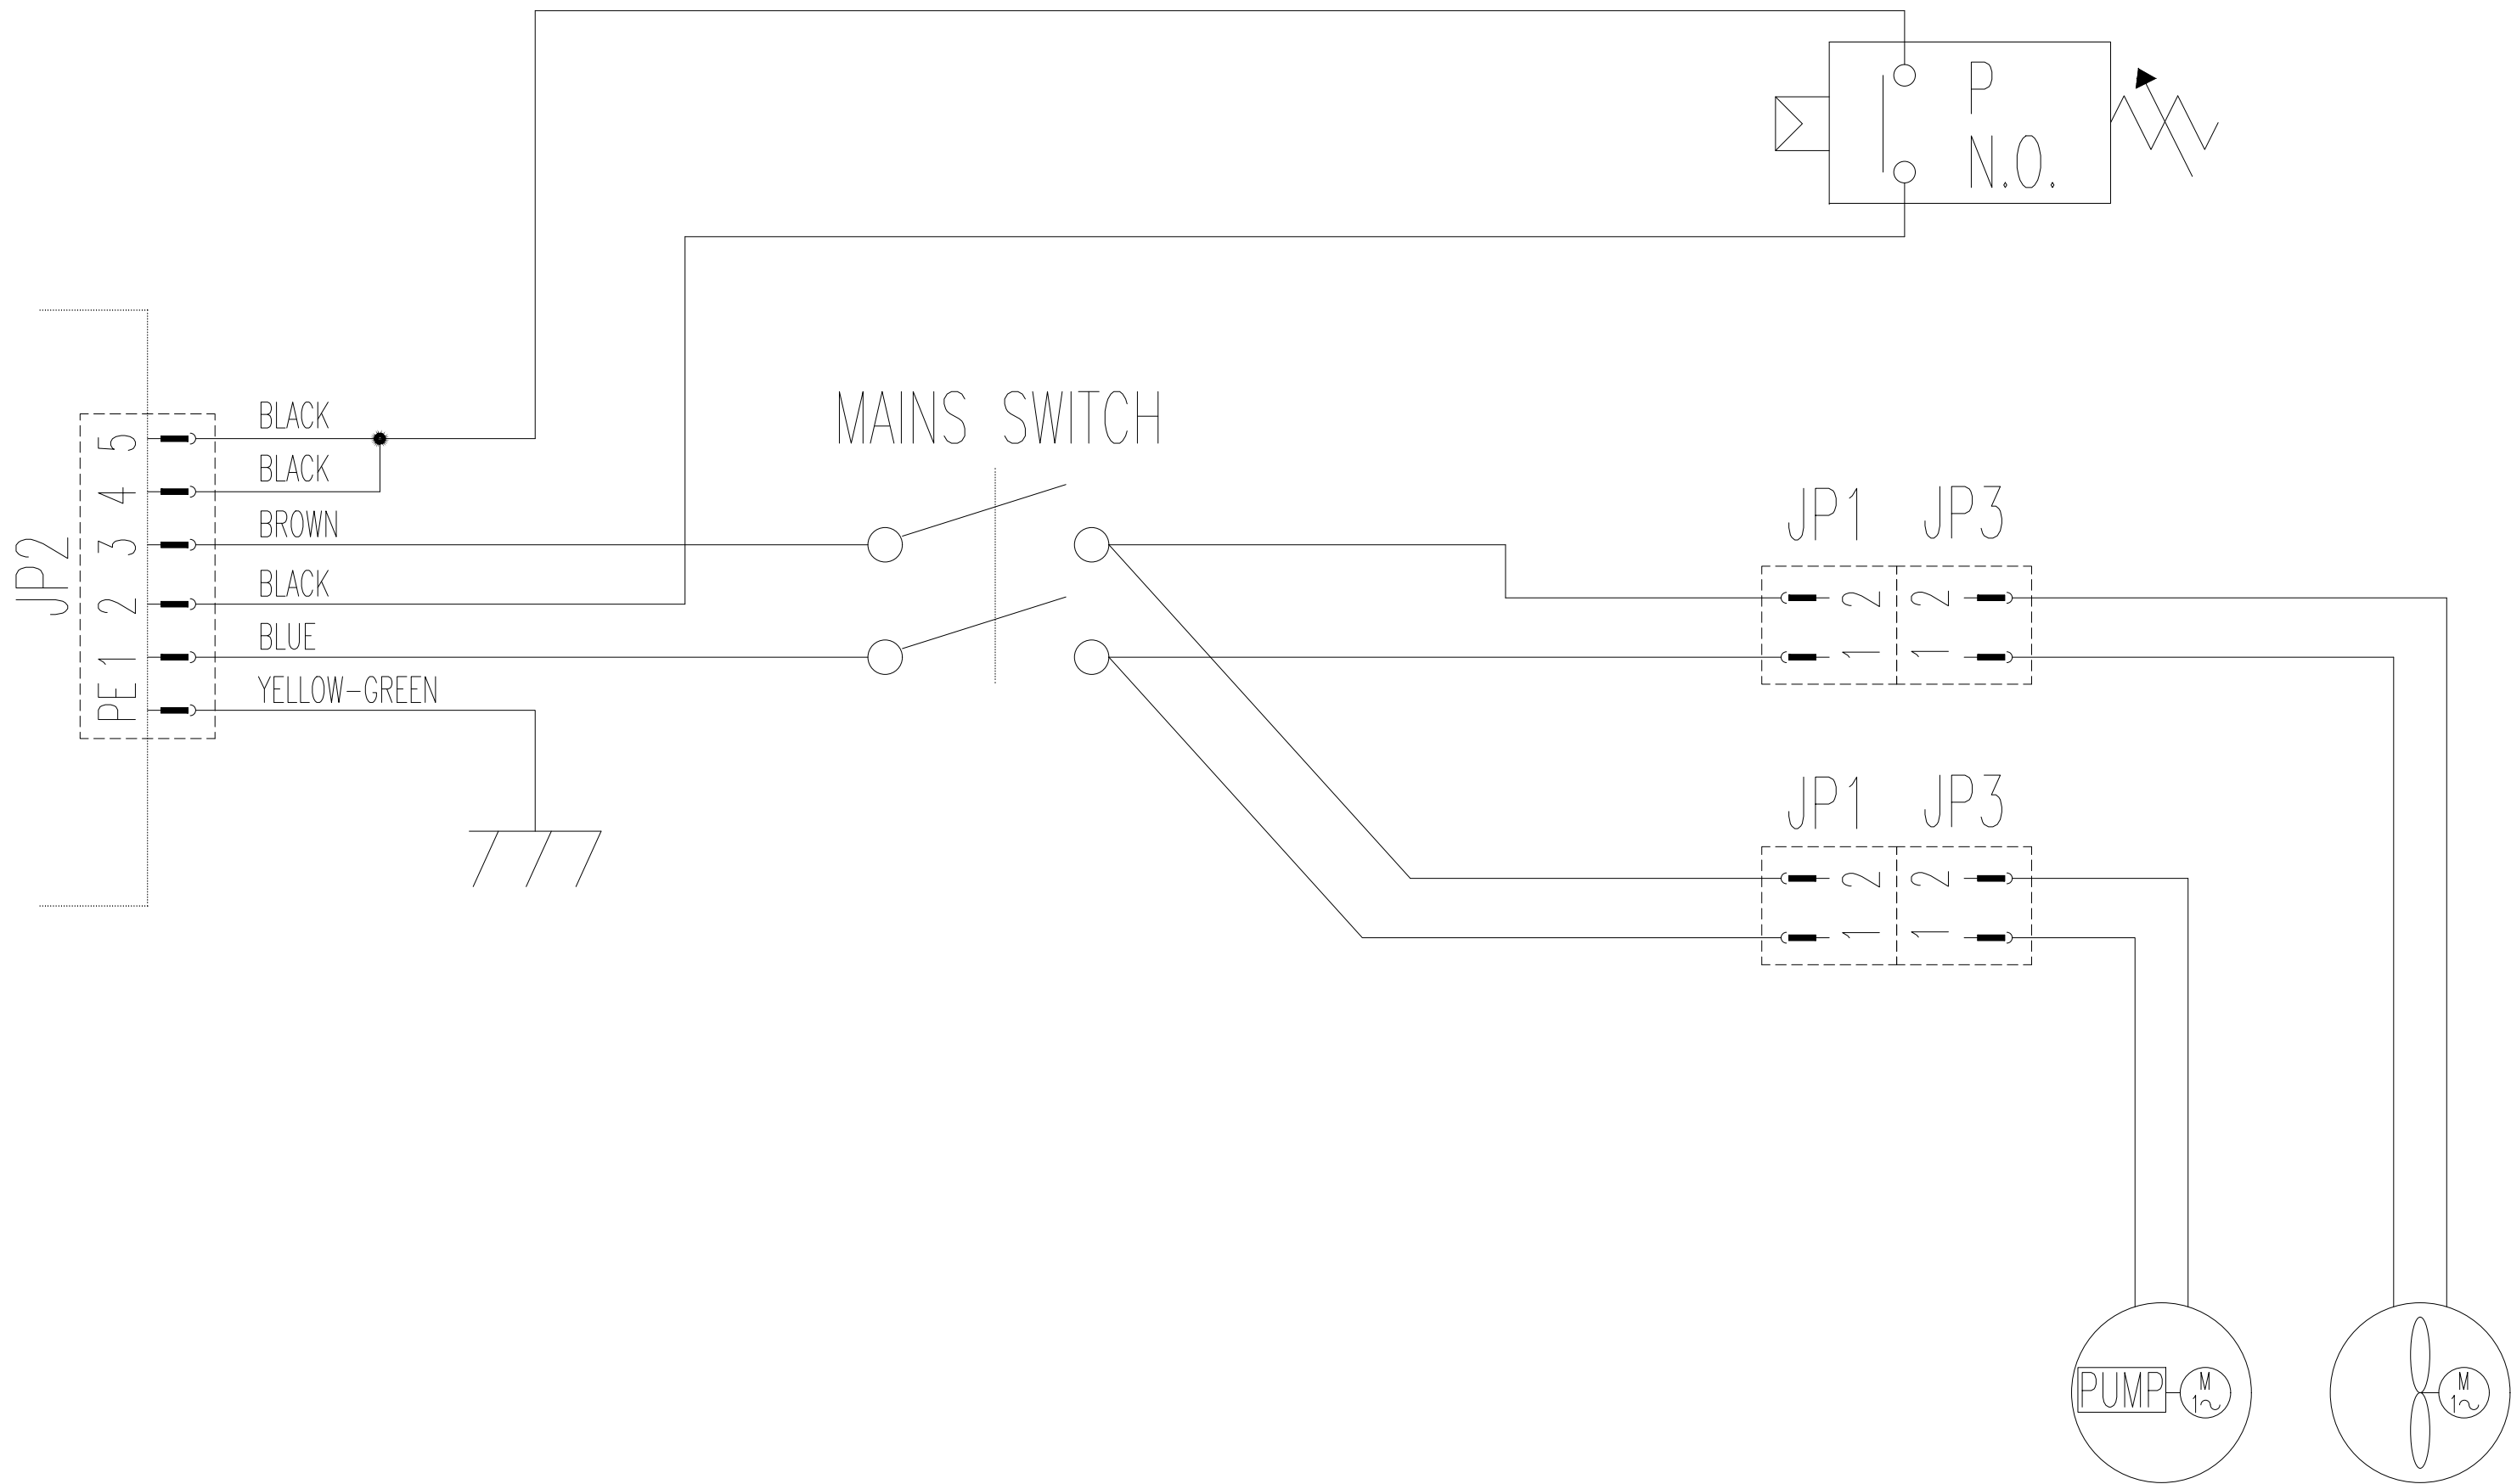 P
N.O.
MAINS SWITCH
JP2
5 BLACK
4 BLACK
3 BROWN
2 BLACK
1 BLUE
PE YELLOW-GREEN
JP1 JP3
2 2
1 1
JP1 JP3
2 2
1 1
PUMP
M
1~
M
1~